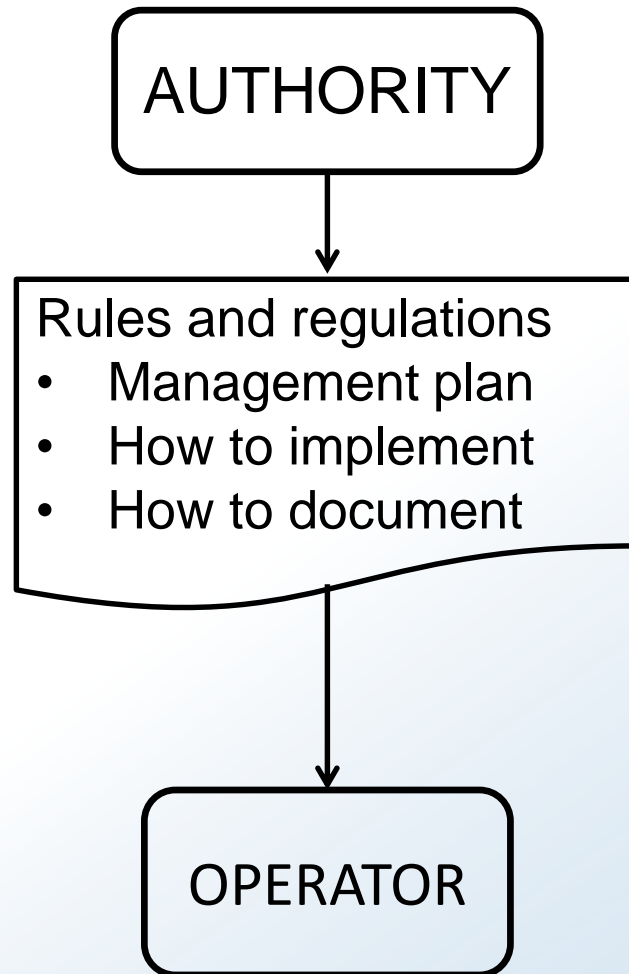 AUTHORITY
Rules and regulations
• Management plan
• How to implement
• How to document
OPERATOR